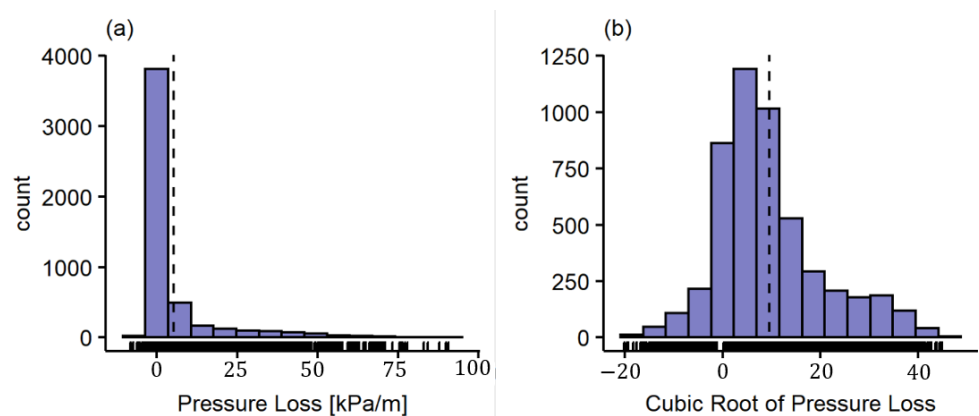 (a)
4000
3000
2000
1000
0
count
0 25 50 75 100
Pressure Loss [kPa/m]
(b)
1250
1000
750
500
250
0
count
−20 0 20 40
Cubic Root of Pressure Loss